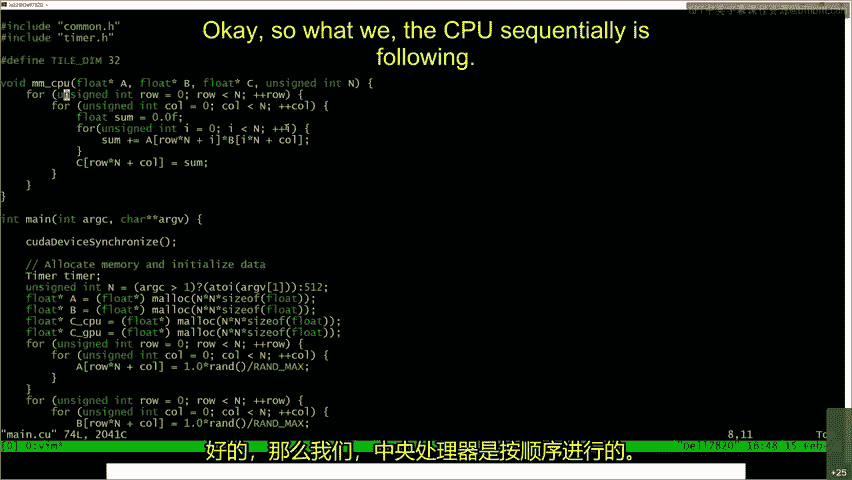 Okay, so what we, the CPU sequentially is
following.
#include "common.h"
#include "timer.h"
#define TILE_DIM 32
void mm_cpu(float* A, float* B, float* C, unsigned int N) {
for (unsigned int row = 0; row < N; ++row) {
for (unsigned int col = 0; col < N; ++col) {
float sum = 0.0f;
for(unsigned int i = 0; i < N; ++i) {
sum += A[row*N + i]*B[i*N + col];
}
C[row*N + col] = sum;
}
}
}
int main(int argc, char**argv) {
cudaDeviceSynchronize();
// Allocate memory and initialize data
Timer timer;
unsigned int N = (argc > 1)?(atoi(argv[1])):512;
float* A = (float*) malloc(N*N*sizeof(float));
float* B = (float*) malloc(N*N*sizeof(float));
float* C_cpu = (float*) malloc(N*N*sizeof(float));
float* C_gpu = (float*) malloc(N*N*sizeof(float));
for (unsigned int row = 0; row < N; ++row) {
for (unsigned int col = 0; col < N; ++col) {
A[row*N + col] = 1.0*rand()/RAND_MAX;
}
}
for (unsigned int row = 0; row < N; ++row) {
for (unsigned int col = 0; col < N; ++col) {
B[row*N + col] = 1.0*rand()/RAND_MAX;
"main.cu" 74L, 2041C 8,11
[0] 0:vim* "Dell7820" 16:48 15
好的，那么我们，中央处理器是按顺序进行的。
+25